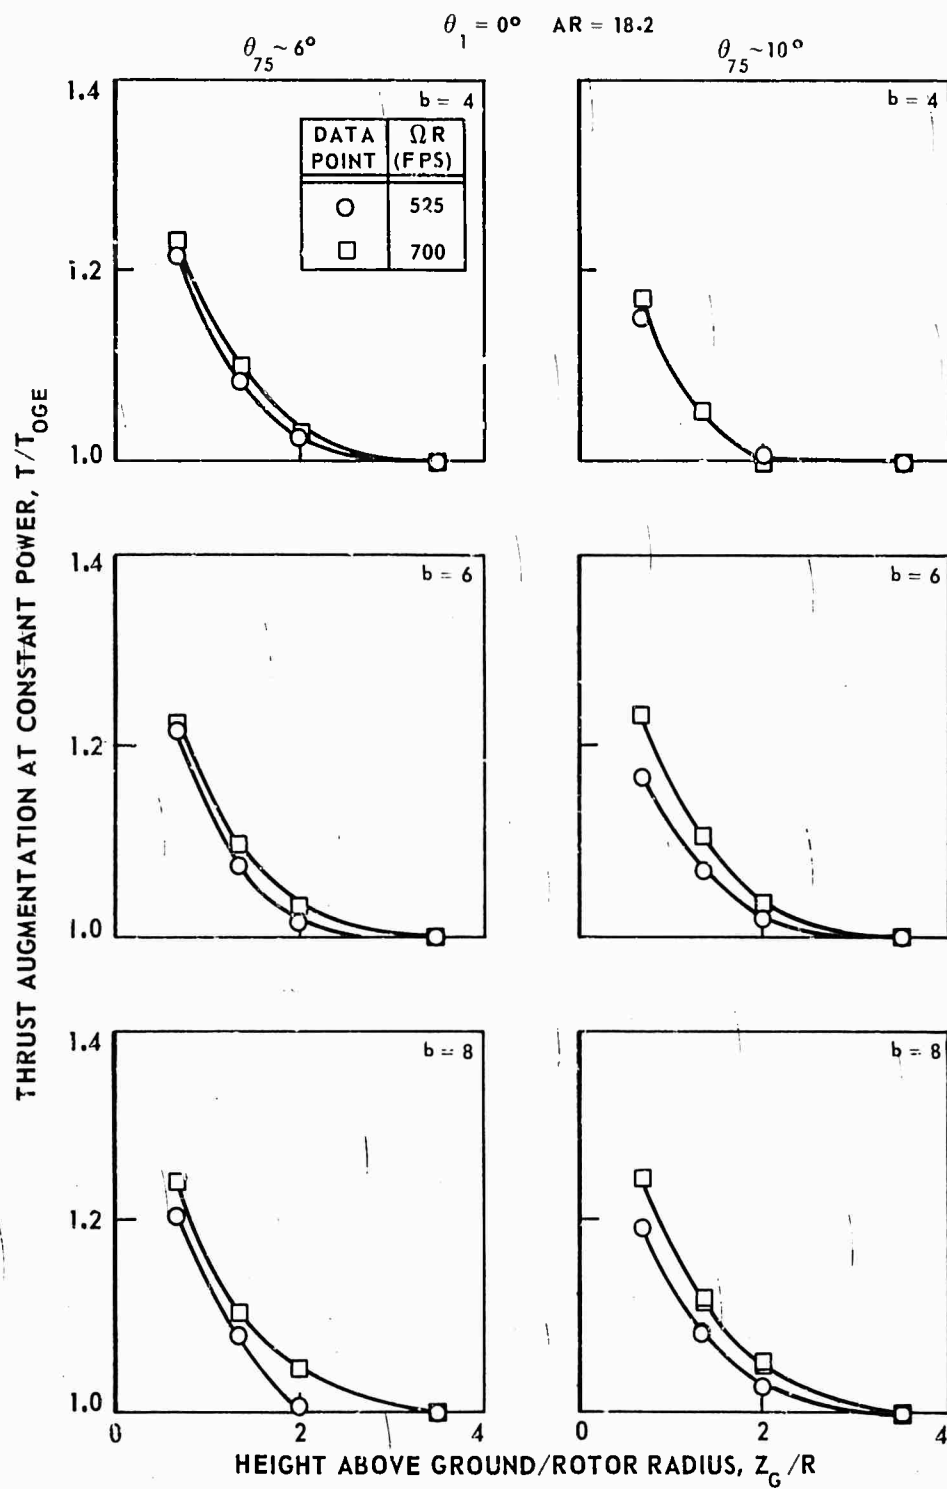 θ₁ = 0° AR = 18.2
θ₇₅ ~ 6°
θ₇₅ ~ 10°
THRUST AUGMENTATION AT CONSTANT POWER, T/T_OGE
1.4
b = 4
b = 4
DATA POINT
ΩR (FPS)
525
700
1.2
1.0
1.4
b = 6
b = 6
1.2
1.0
1.4
b = 8
b = 8
1.2
1.0
0
2
4
0
2
4
HEIGHT ABOVE GROUND/ROTOR RADIUS, Z_G/R